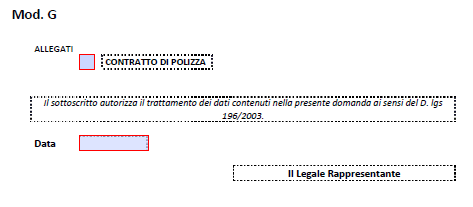 Mod. G
ALLEGATI
CONTRATTO DI POLIZZA
Il sottoscritto autorizza il trattamento dei dati contenuti nella presente domanda ai sensi del D. lgs
196/2003.
Data
Il Legale Rappresentante